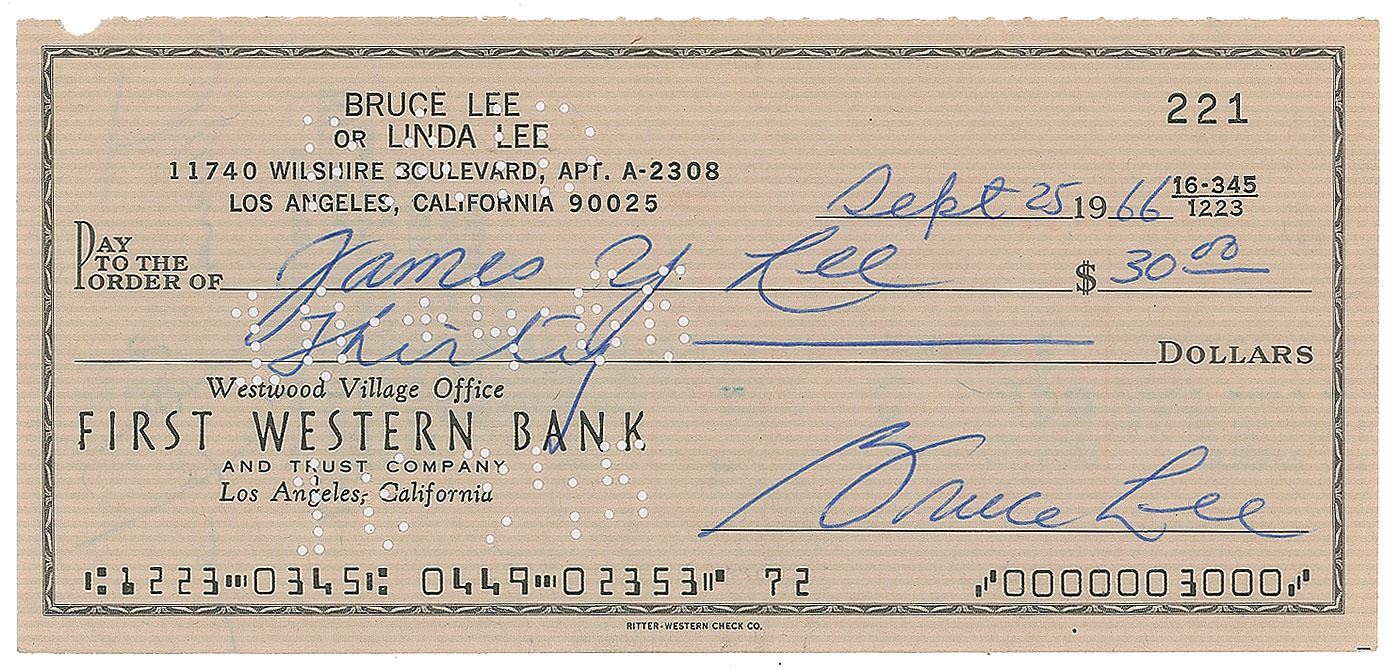 BRUCE LEE
OR LINDA LEE
11740 WILSHIRE BOULEVARD, APT. A-2308
LOS ANGELES, CALIFORNIA 90025
221
Sept 25 1966
16-345
1223
PAY TO THE ORDER OF James Y Lee $ 30 00
Thirty DOLLARS
Westwood Village Office
FIRST WESTERN BANK
AND TRUST COMPANY
Los Angeles, California
Bruce Lee
⑆1223⑉0345⑆ 0449⑉02353⑈ 72 ⑇0000003000⑇
RITTER-WESTERN CHECK CO.